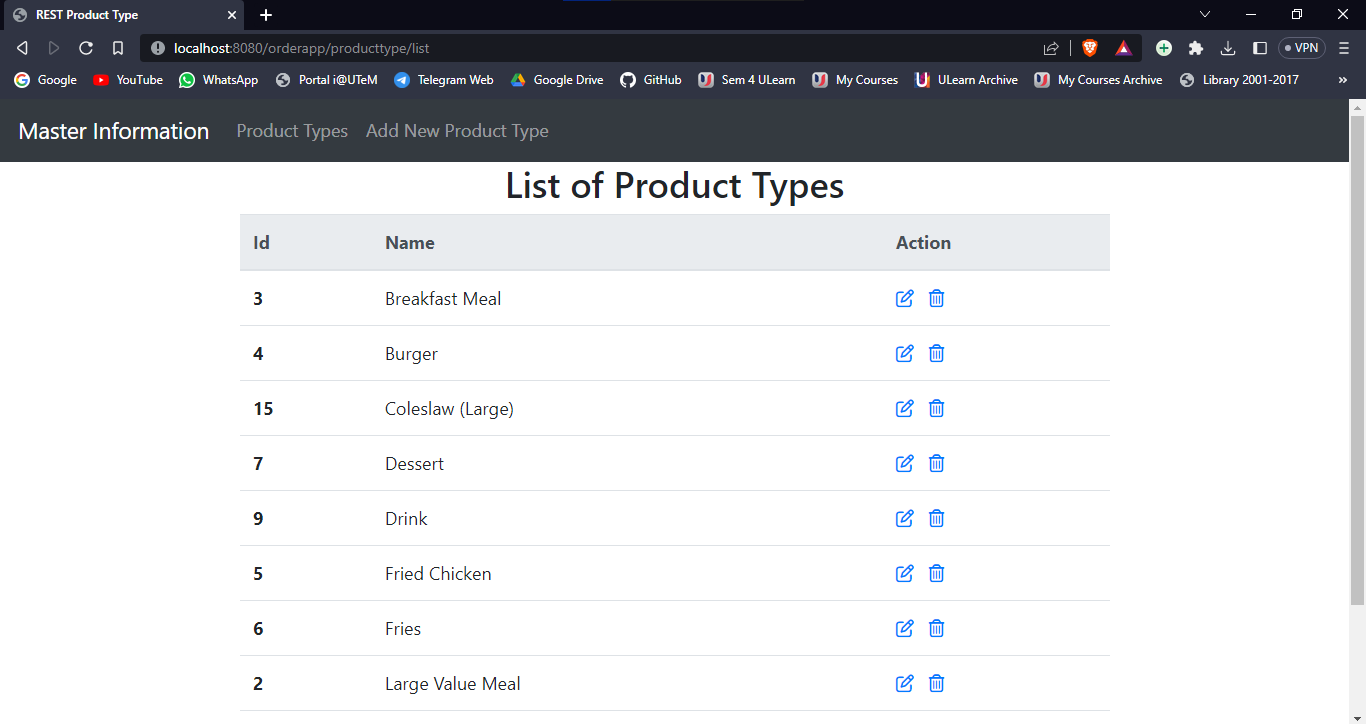 REST Product Type
localhost:8080/orderapp/producttype/list
VPN
Google YouTube WhatsApp Portal i@UTeM Telegram Web Google Drive GitHub Sem 4 ULearn My Courses ULearn Archive My Courses Archive Library 2001-2017 »
Master Information Product Types Add New Product Type
List of Product Types
Id Name Action
3 Breakfast Meal
4 Burger
15 Coleslaw (Large)
7 Dessert
9 Drink
5 Fried Chicken
6 Fries
2 Large Value Meal